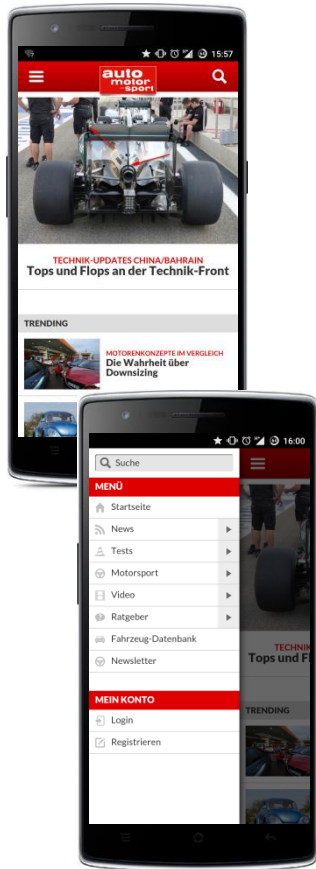 15:57
auto
motor
sport
TECHNIK-UPDATES CHINA/BAHRAIN
Tops und Flops an der Technik-Front
TRENDING
MOTORENKONZEPTE IM VERGLEICH
Die Wahrheit über
Downsizing
16:00
Suche
MENÜ
Startseite
News
Tests
Motorsport
Video
Ratgeber
Fahrzeug-Datenbank
Newsletter
MEIN KONTO
Login
Registrieren
TECHNIK
Tops und Fl
TRENDING